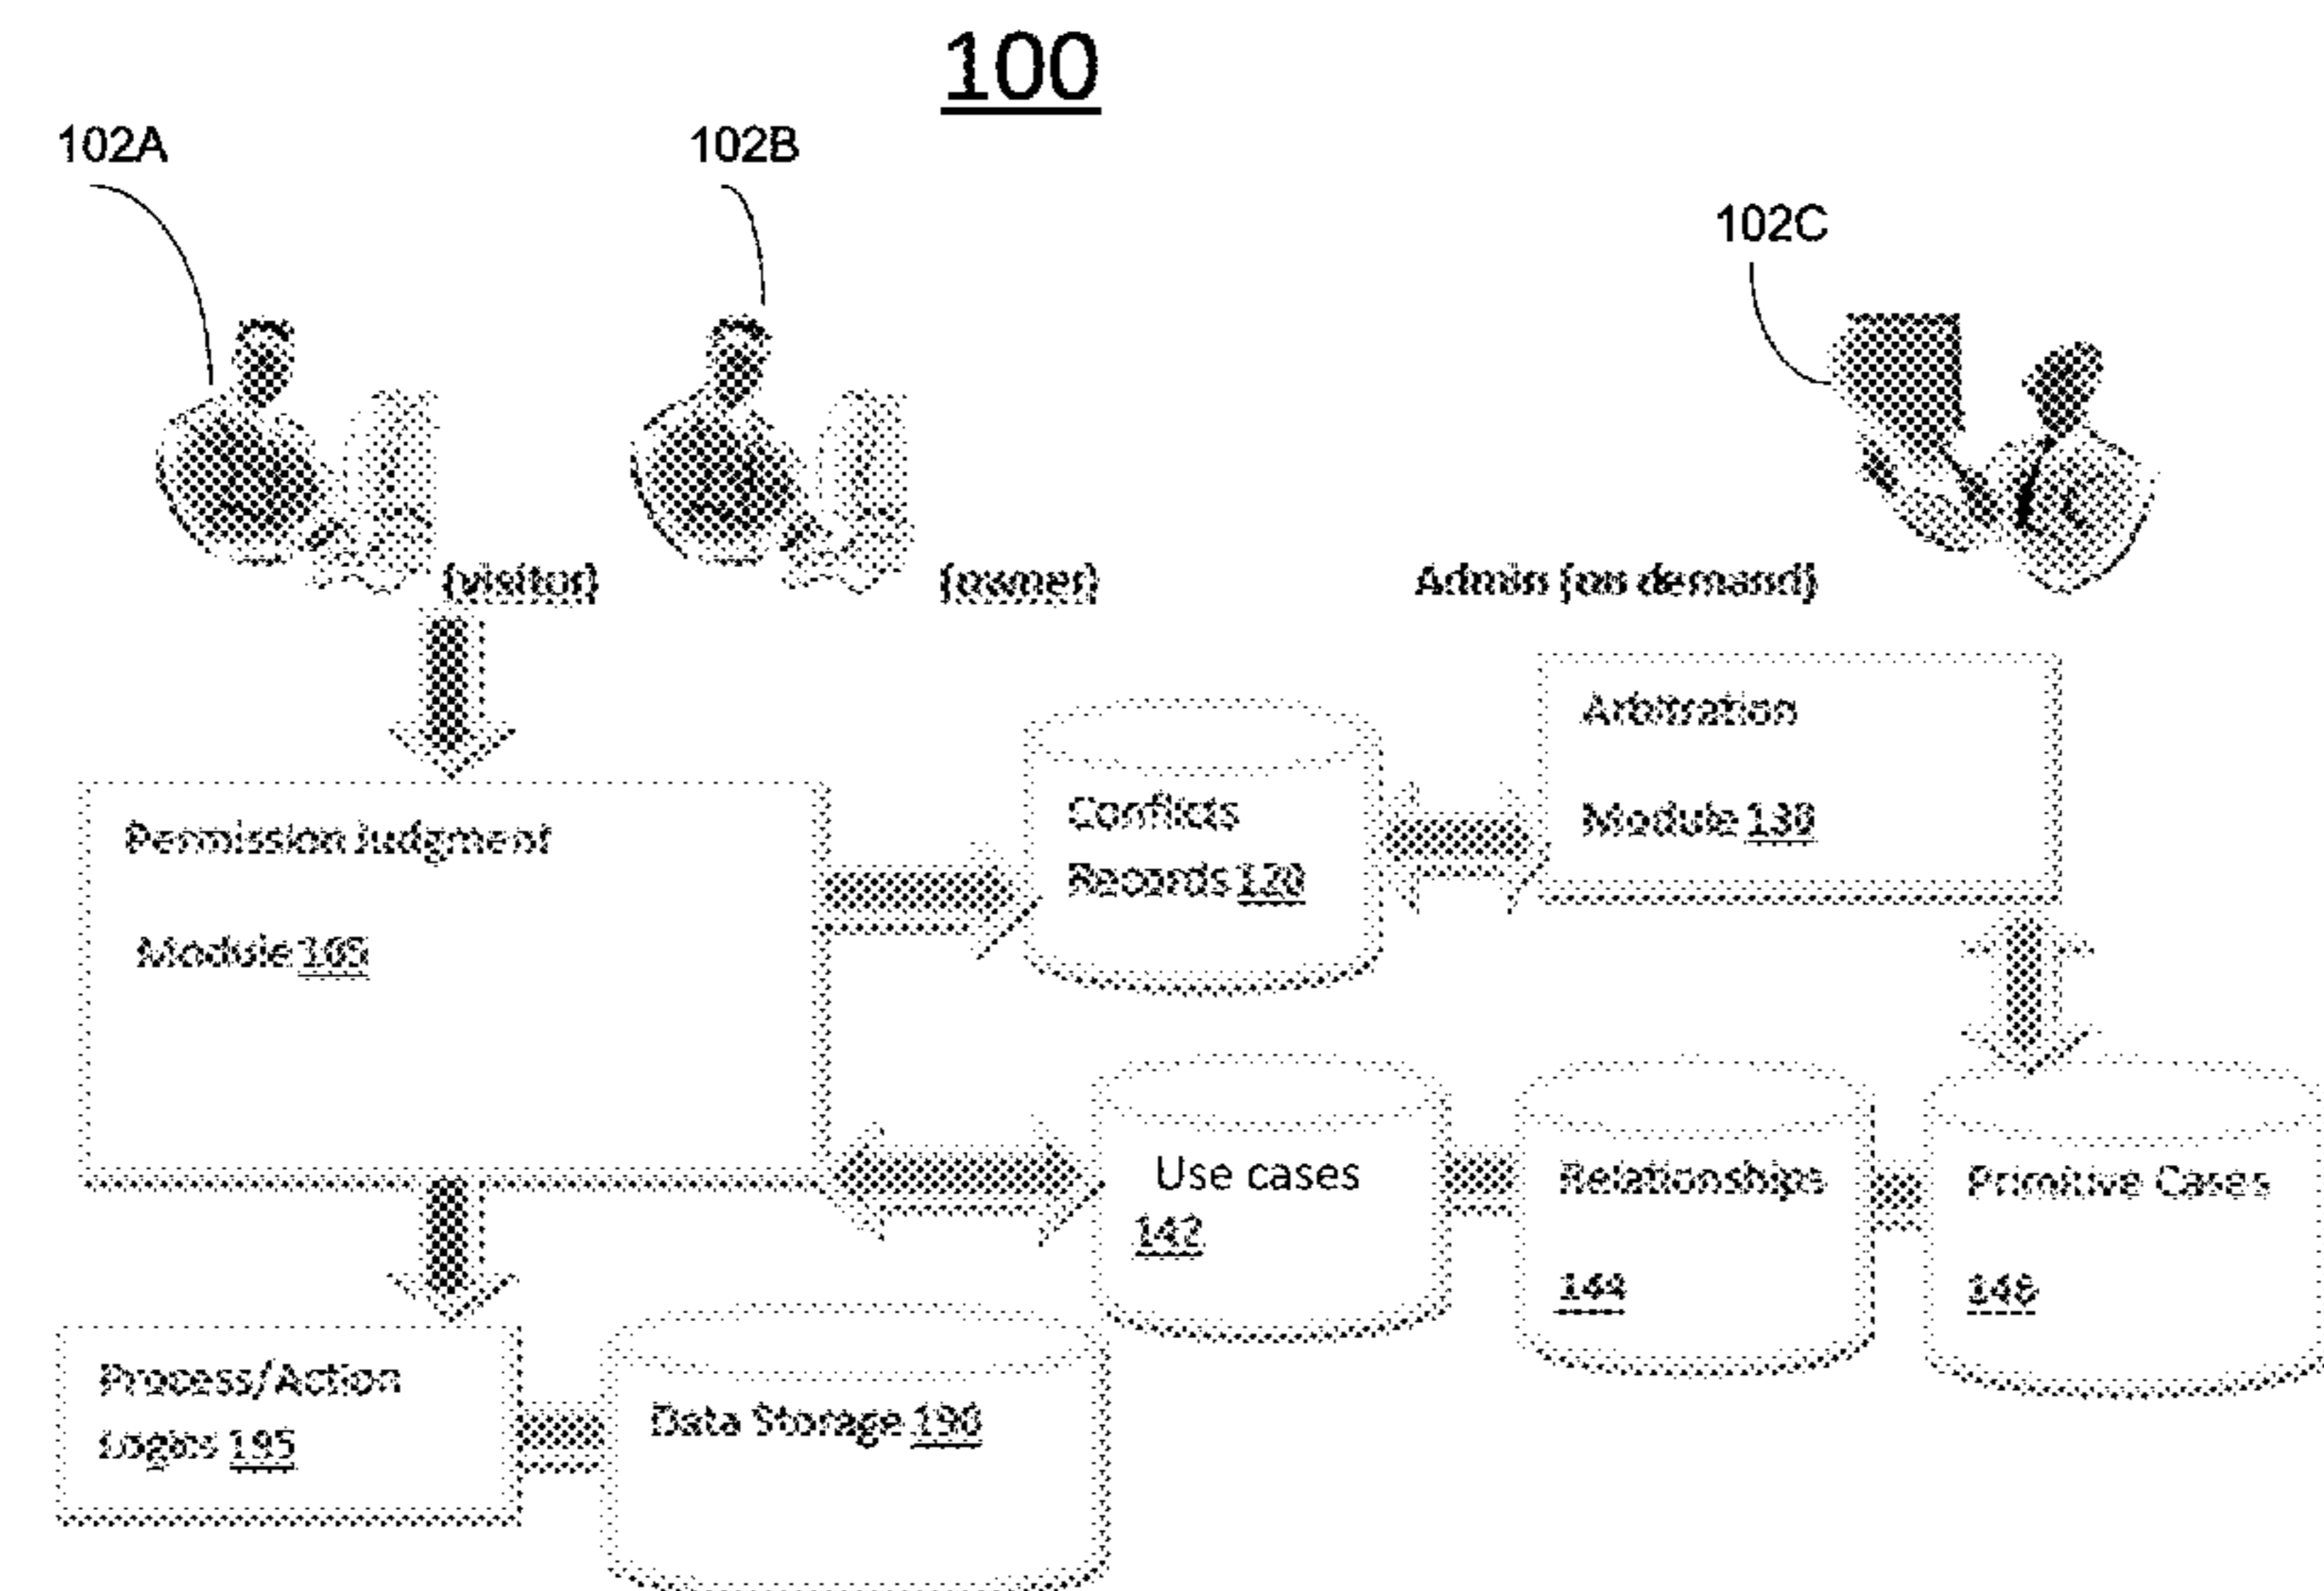 100
102A
102B
102C
(visitor)
(owner)
Admin (on demand)
Arbitration
Module 130
Conflicts
Records 120
Permission Judgment
Module 105
Use cases
142
Relationships
144
Primitive Cases
Process/Action
Logics 195
Data Storage 190